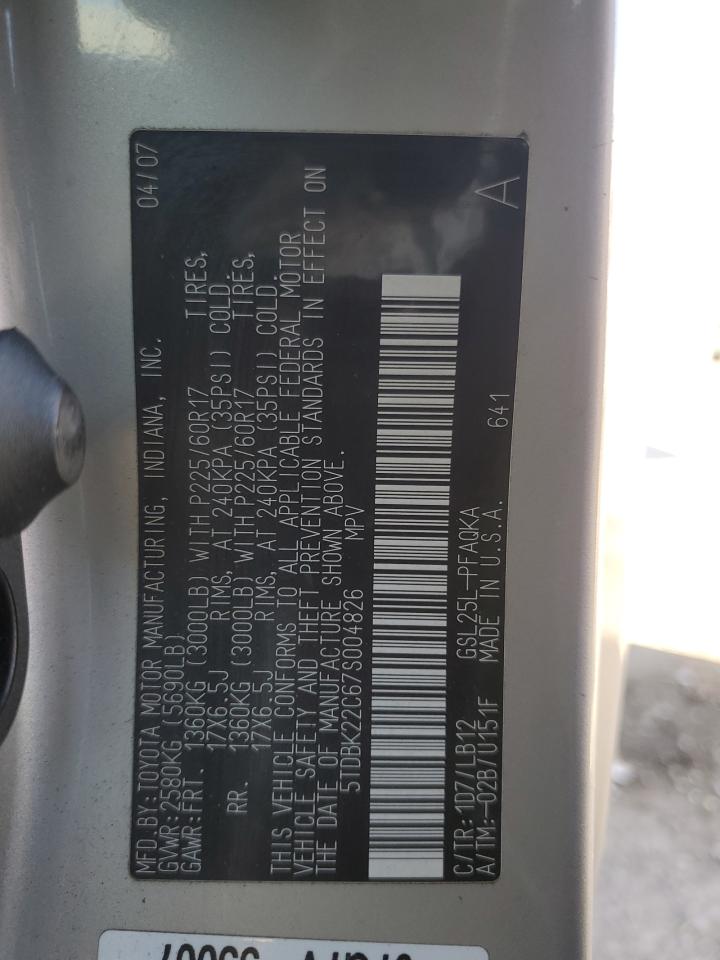 MFD.BY:TOYOTA MOTOR MANUFACTURING, INDIANA, INC. 04/07
GVWR:2580KG (5690LB)
GAWR:FRT. 1360KG (3000LB) WITH P225/60R17 TIRES,
17X6.5J RIMS, AT 240KPA (35PSI) COLD.
RR. 1360KG (3000LB) WITH P225/60R17 TIRES,
17X6.5J RIMS, AT 240KPA (35PSI) COLD.
THIS VEHICLE CONFORMS TO ALL APPLICABLE FEDERAL MOTOR
VEHICLE SAFETY AND THEFT PREVENTION STANDARDS IN EFFECT ON
THE DATE OF MANUFACTURE SHOWN ABOVE.
5TDBK22C67S004826 MPV
C/TR:1D7//LB12 GSL25L-PFAQKA 641 A
A/TM:-02B/U151F MADE IN U.S.A.